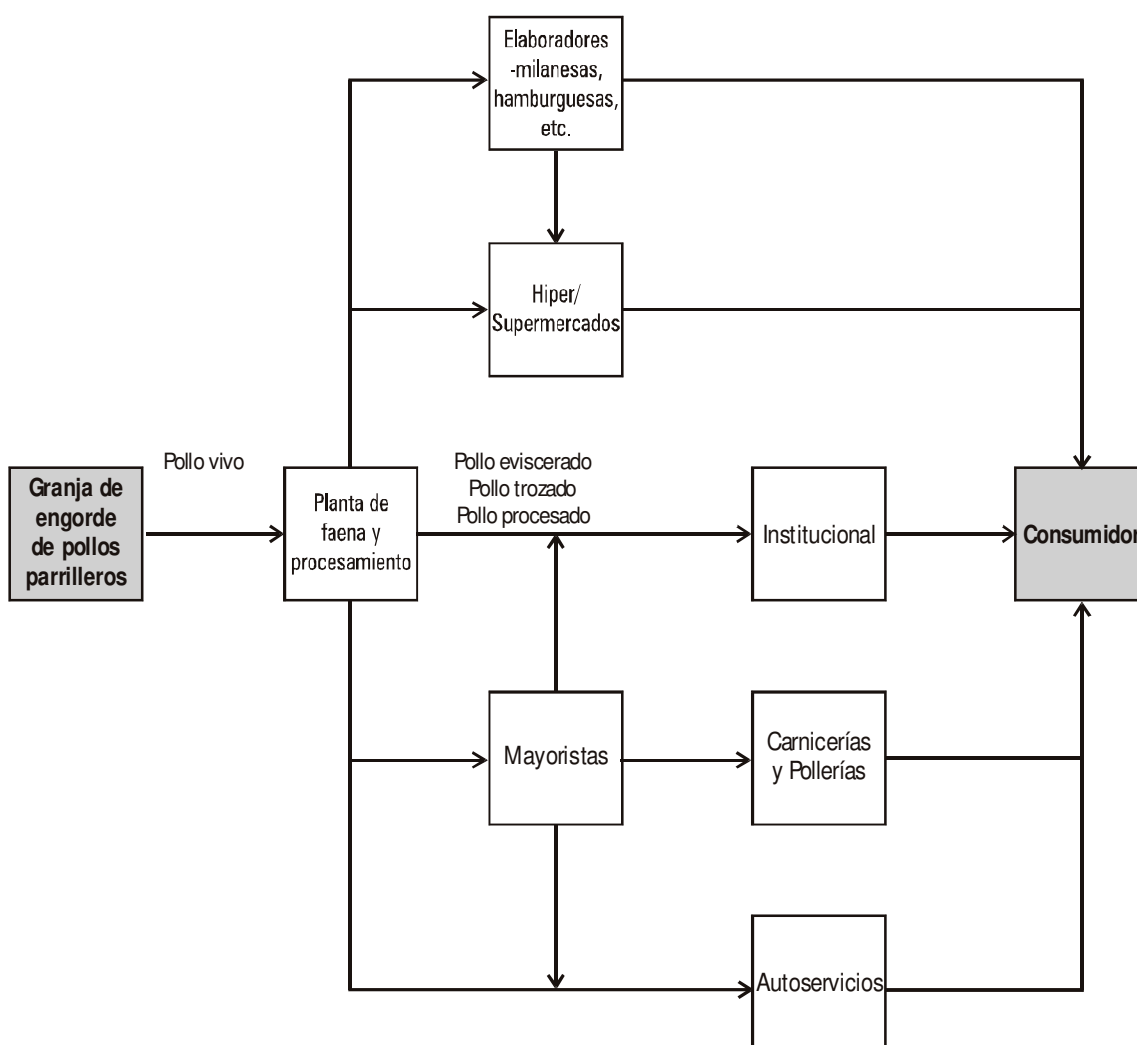 Elaboradores
-milanesas,
hamburguesas,
etc.
Hiper/
Supermercados
Pollo vivo
Pollo eviscerado
Pollo trozado
Pollo procesado
Granja de
engorde
de pollos
parrilleros
Planta de
faena y
procesamiento
Institucional
Consumidor
Mayoristas
Carnicerías
y Pollerías
Autoservicios